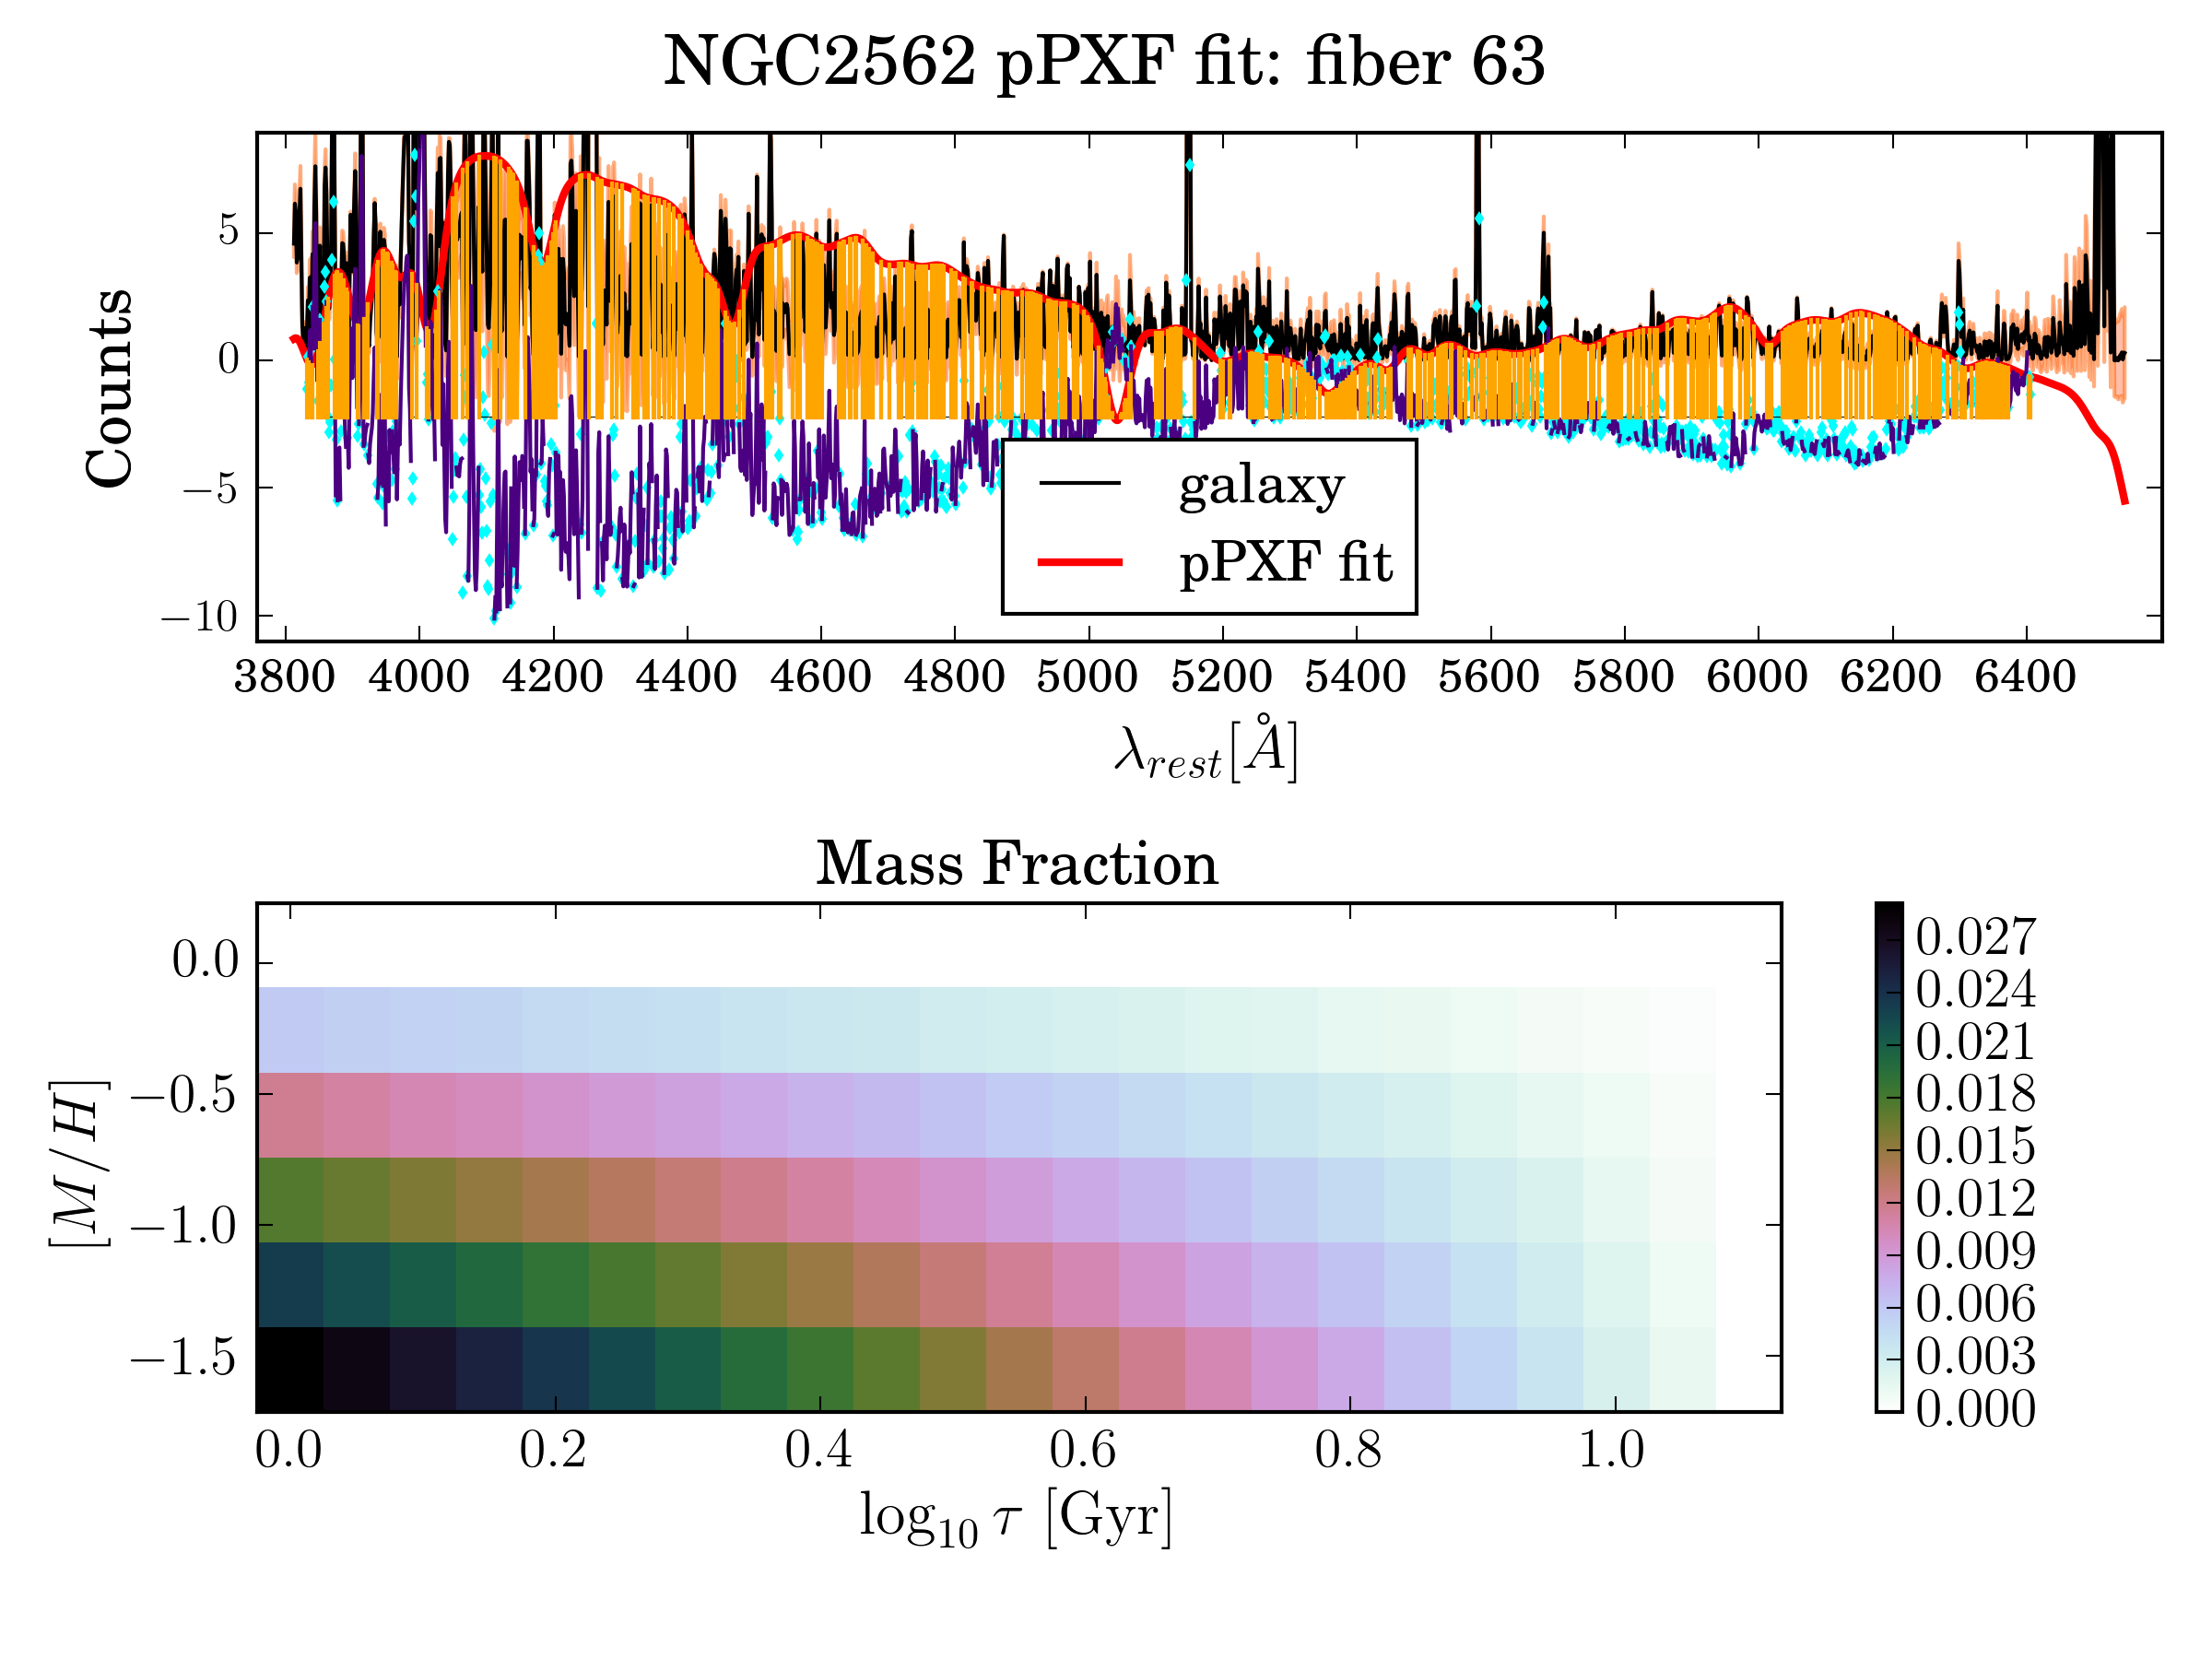 NGC2562 pPXF fit: fiber 63
Counts
5
0
−5
−10
galaxy
pPXF fit
3800 4000 4200 4400 4600 4800 5000 5200 5400 5600 5800 6000 6200 6400
λrest[Å]
Mass Fraction
[M/H]
0.0
−0.5
−1.0
−1.5
0.0 0.2 0.4 0.6 0.8 1.0
log10 τ [Gyr]
0.027
0.024
0.021
0.018
0.015
0.012
0.009
0.006
0.003
0.000